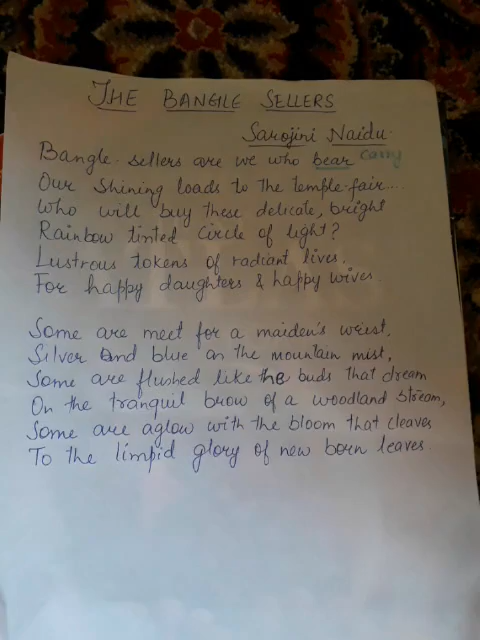 THE BANGLE SELLERS
Sarojini Naidu.
Bangle-sellers are we who bear carry
Our shining loads to the temple-fair....
Who will buy these delicate, bright
Rainbow tinted circle of light?
Lustrous tokens of radiant lives.
For happy daughters & happy wives.
Some are meet for a maiden's wrist.
Silver and blue as the mountain mist,
Some are flushed like the buds that dream
On the tranquil brow of a woodland stream,
Some are aglow with the bloom that cleaves
To the limpid glory of new born leaves.